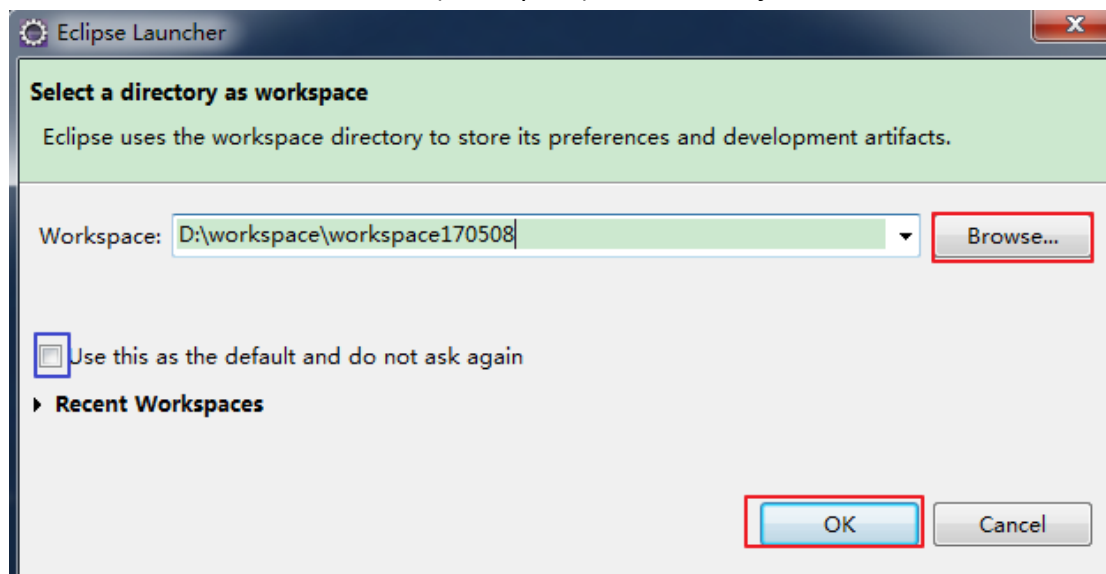 Eclipse Launcher
Select a directory as workspace
Eclipse uses the workspace directory to store its preferences and development artifacts.
Workspace: D:\workspace\workspace170508 Browse...
Use this as the default and do not ask again
Recent Workspaces
OK Cancel